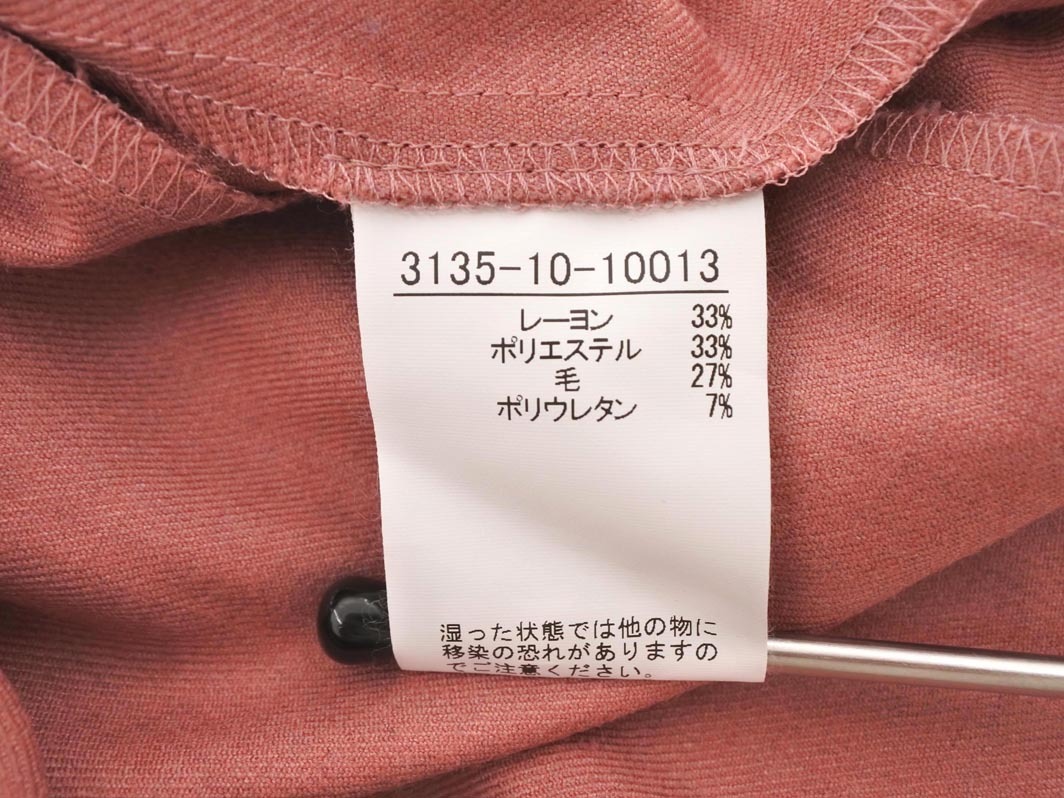 3135-10-10013
レーヨン 33%
ポリエステル 33%
毛 27%
ポリウレタン 7%
湿った状態では他の物に
移染の恐れがありますの
でご注意ください。